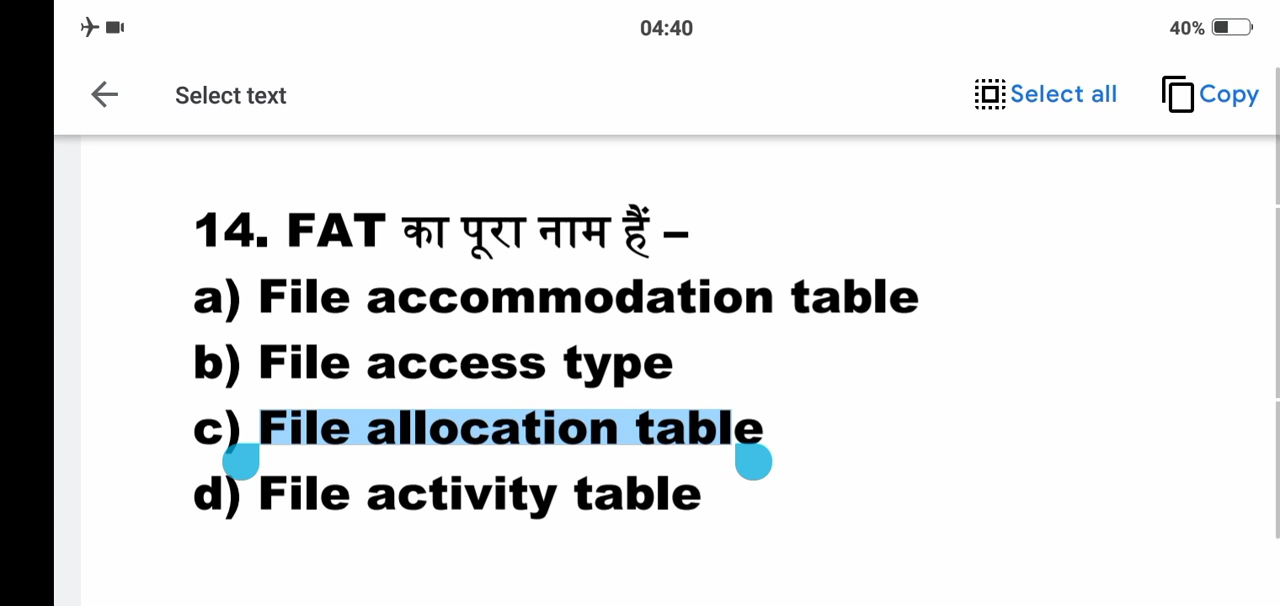 04:40
40%
Select text
Select all
Copy
14. FAT का पूरा नाम हैं –
a) File accommodation table
b) File access type
c) File allocation table
d) File activity table